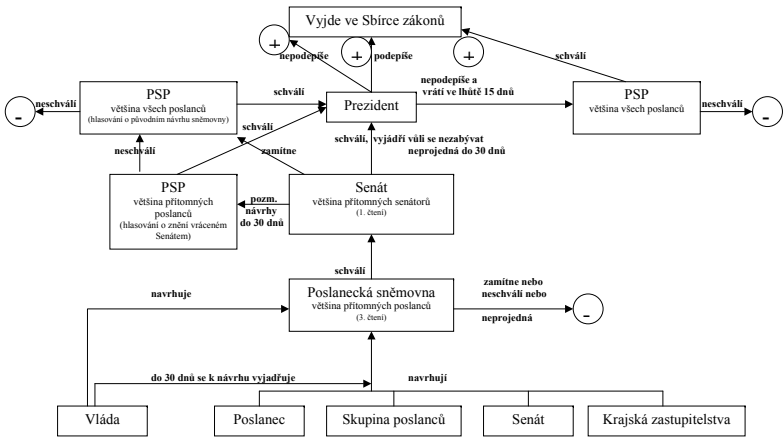 Vyjde ve Sbírce zákonů
+
+
+
nepodepíše
podepíše
schválí
PSP
většina všech poslanců
(hlasování o původním návrhu sněmovny)
neschválí
-
schválí
Prezident
nepodepíše a
vrátí ve lhůtě 15 dnů
PSP
většina všech poslanců
neschválí
-
schválí
neschválí
zamítne
schválí, vyjádří vůli se nezabývat
neprojedná do 30 dnů
PSP
většina přítomných
poslanců
(hlasování o znění vráceném
Senátem)
pozm.
návrhy
do 30 dnů
Senát
většina přítomných senátorů
(1. čtení)
schválí
navrhuje
Poslanecká sněmovna
většina přítomných poslanců
(3. čtení)
zamítne nebo
neschválí nebo
neprojedná
-
do 30 dnů se k návrhu vyjadřuje
navrhují
Vláda
Poslanec
Skupina poslanců
Senát
Krajská zastupitelstva